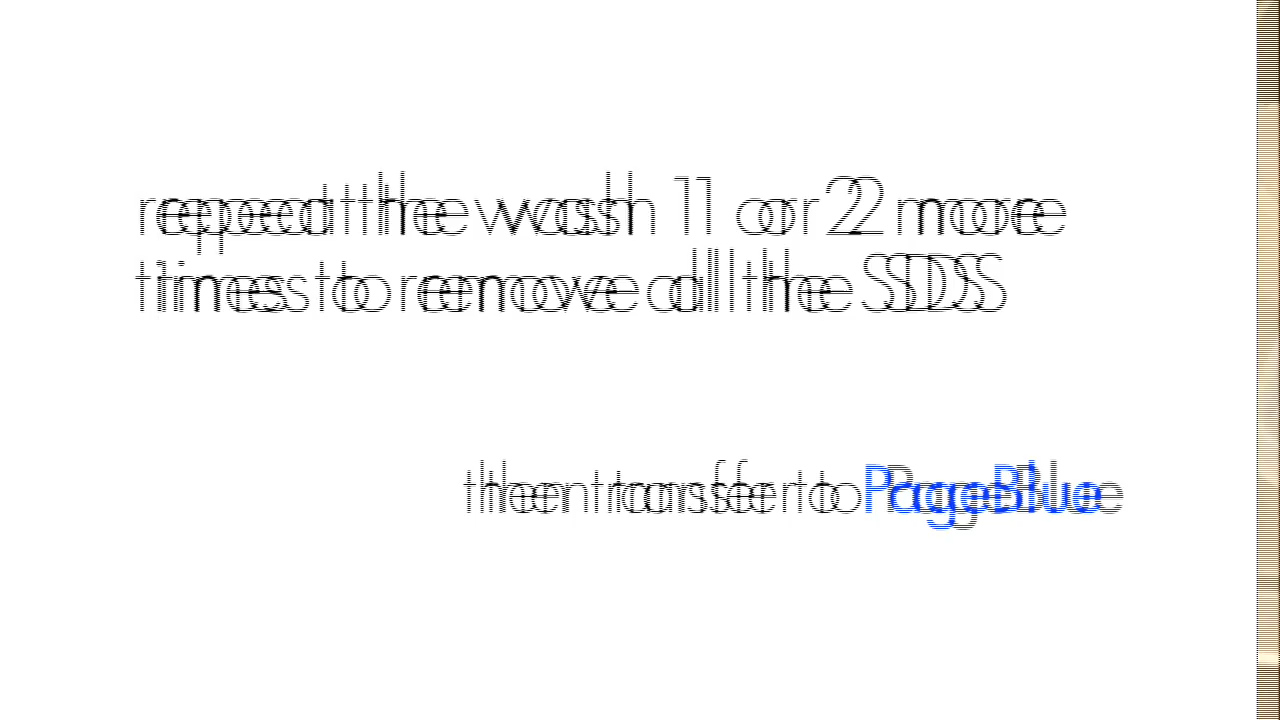 repeat the wash 1 or 2 more
times to remove all the SDS
then transfer to PageBlue